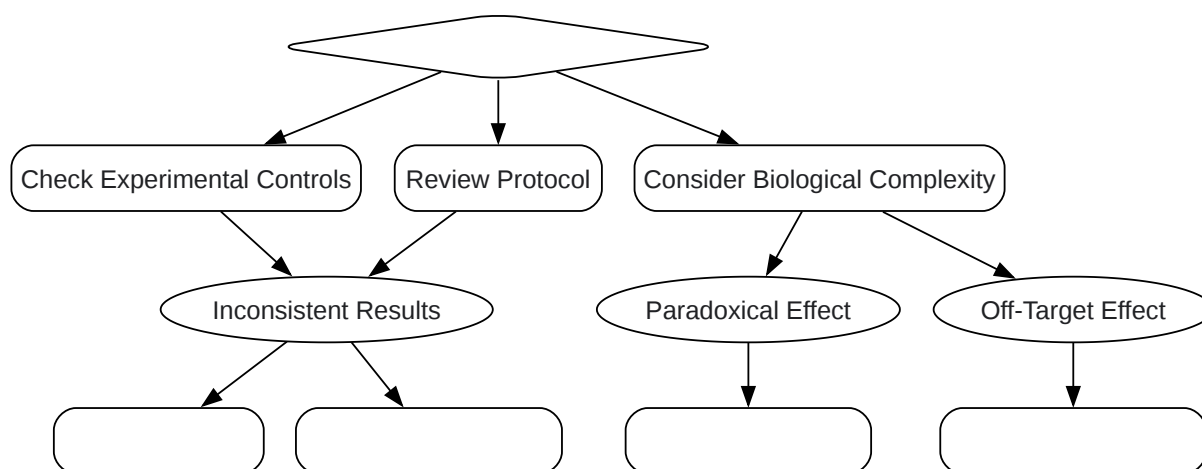 Check Experimental Controls
Review Protocol
Consider Biological Complexity
Inconsistent Results
Paradoxical Effect
Off-Target Effect